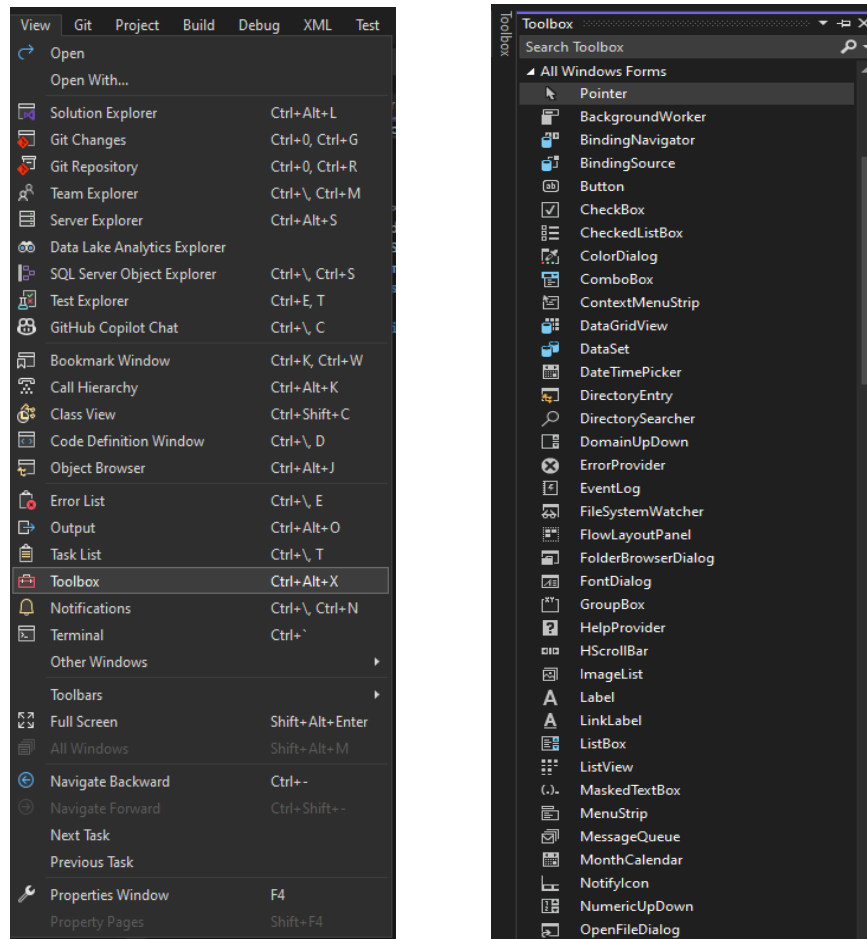 View Git Project Build Debug XML Test
Open
Open With...
Solution Explorer Ctrl+Alt+L
Git Changes Ctrl+0, Ctrl+G
Git Repository Ctrl+0, Ctrl+R
Team Explorer Ctrl+\, Ctrl+M
Server Explorer Ctrl+Alt+S
Data Lake Analytics Explorer
SQL Server Object Explorer Ctrl+\, Ctrl+S
Test Explorer Ctrl+E, T
GitHub Copilot Chat Ctrl+\, C
Bookmark Window Ctrl+K, Ctrl+W
Call Hierarchy Ctrl+Alt+K
Class View Ctrl+Shift+C
Code Definition Window Ctrl+\, D
Object Browser Ctrl+Alt+J
Error List Ctrl+\, E
Output Ctrl+Alt+O
Task List Ctrl+\, T
Toolbox Ctrl+Alt+X
Notifications Ctrl+\, Ctrl+N
Terminal Ctrl+`
Other Windows
Toolbars
Full Screen Shift+Alt+Enter
All Windows Shift+Alt+M
Navigate Backward Ctrl+-
Navigate Forward Ctrl+Shift+-
Next Task
Previous Task
Properties Window F4
Property Pages Shift+F4
Toolbox
Toolbox
Search Toolbox
All Windows Forms
Pointer
BackgroundWorker
BindingNavigator
BindingSource
Button
CheckBox
CheckedListBox
ColorDialog
ComboBox
ContextMenuStrip
DataGridView
DataSet
DateTimePicker
DirectoryEntry
DirectorySearcher
DomainUpDown
ErrorProvider
EventLog
FileSystemWatcher
FlowLayoutPanel
FolderBrowserDialog
FontDialog
GroupBox
HelpProvider
HScrollBar
ImageList
Label
LinkLabel
ListBox
ListView
MaskedTextBox
MenuStrip
MessageQueue
MonthCalendar
NotifyIcon
NumericUpDown
OpenFileDialog